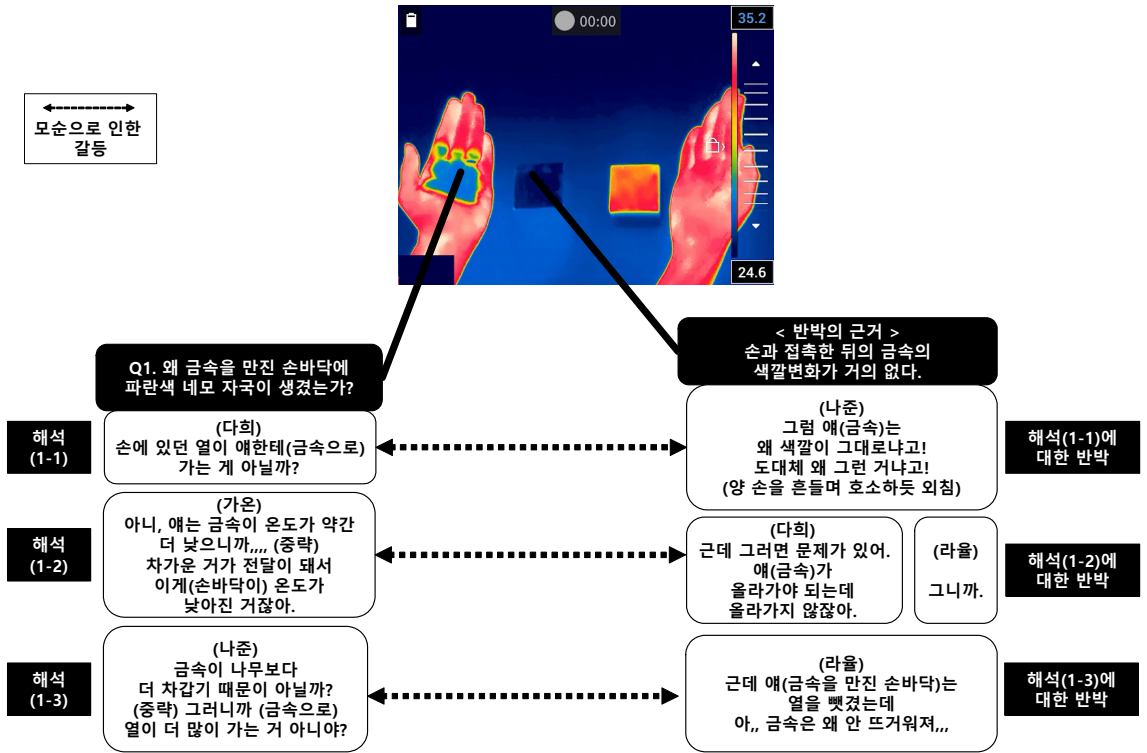 00:00
35.2
24.6
모순으로 인한
갈등
Q1. 왜 금속을 만진 손바닥에
파란색 네모 자국이 생겼는가?
< 반박의 근거 >
손과 접촉한 뒤의 금속의
색깔변화가 거의 없다.
해석
(1-1)
(다희)
손에 있던 열이 얘한테(금속으로)
가는 게 아닐까?
(나준)
그럼 얘(금속)는
왜 색깔이 그대로냐고!
도대체 왜 그런 거냐고!
(양 손을 흔들며 호소하듯 외침)
해석(1-1)에
대한 반박
해석
(1-2)
(가온)
아니, 얘는 금속이 온도가 약간
더 낮으니까,,,, (중략)
차가운 거가 전달이 돼서
이게(손바닥이) 온도가
낮아진 거잖아.
(다희)
근데 그러면 문제가 있어.
얘(금속)가
올라가야 되는데
올라가지 않잖아.
(라율)
그니까.
해석(1-2)에
대한 반박
해석
(1-3)
(나준)
금속이 나무보다
더 차갑기 때문이 아닐까?
(중략) 그러니까 (금속으로)
열이 더 많이 가는 거 아니야?
(라율)
근데 얘(금속을 만진 손바닥)는
열을 뺏겼는데
아,, 금속은 왜 안 뜨거워져,,,
해석(1-3)에
대한 반박